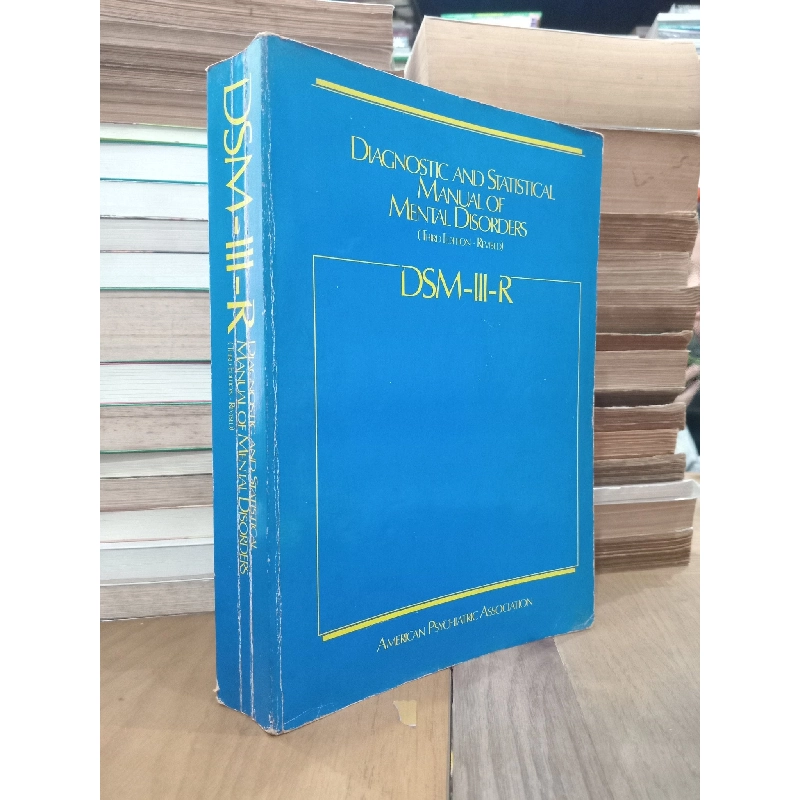 DSM-III-R
(THIRD EDITION - REVISED)
DIAGNOSTIC AND STATISTICAL
MANUAL OF MENTAL DISORDERS
DIAGNOSTIC AND STATISTICAL
MANUAL OF
MENTAL DISORDERS
(THIRD EDITION - REVISED)
DSM-III-R
AMERICAN PSYCHIATRIC ASSOCIATION